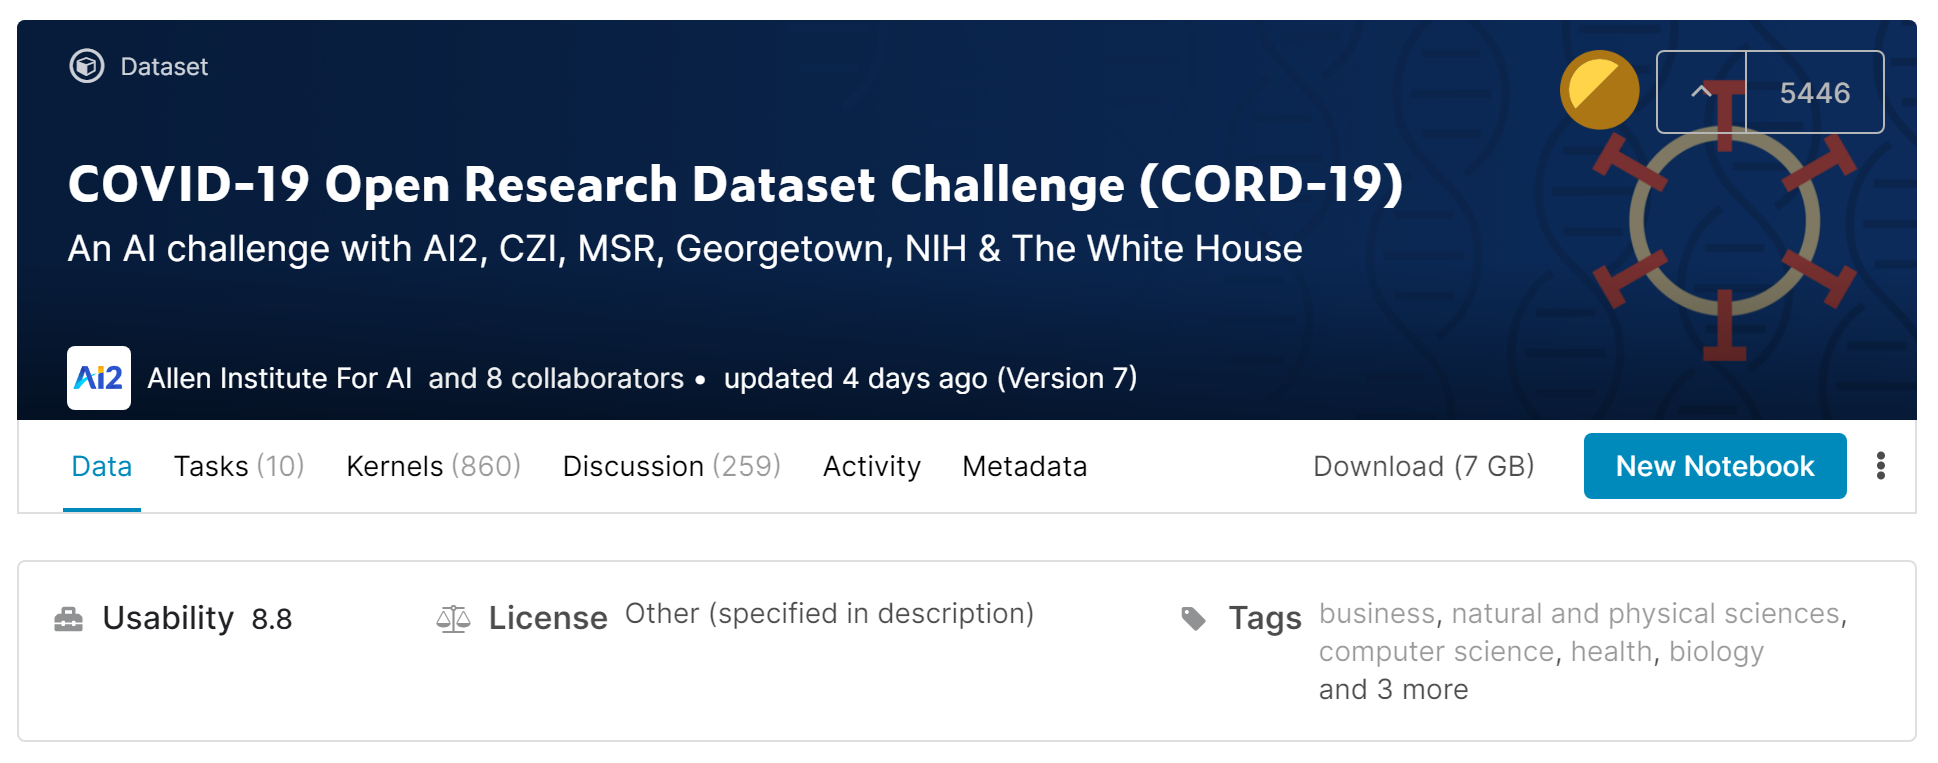 Dataset
5446
COVID-19 Open Research Dataset Challenge (CORD-19)
An AI challenge with AI2, CZI, MSR, Georgetown, NIH & The White House
AI2 Allen Institute For AI and 8 collaborators • updated 4 days ago (Version 7)
Data Tasks (10) Kernels (860) Discussion (259) Activity Metadata Download (7 GB) New Notebook
Usability 8.8 License Other (specified in description) Tags business, natural and physical sciences,
computer science, health, biology
and 3 more